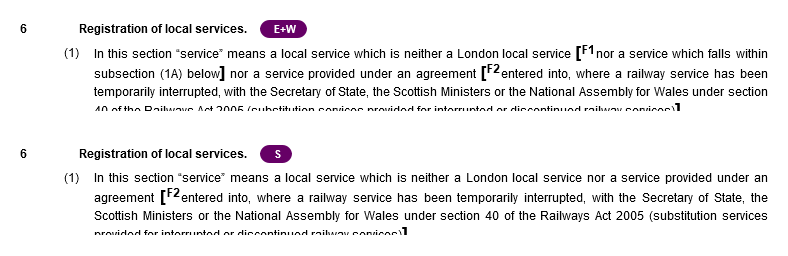 6 Registration of local services. E+W
(1) In this section “service” means a local service which is neither a London local service [F1nor a service which falls within
subsection (1A) below] nor a service provided under an agreement [F2entered into, where a railway service has been
temporarily interrupted, with the Secretary of State, the Scottish Ministers or the National Assembly for Wales under section
40 of the Railways Act 2005 (substitution services provided for interrupted or discontinued railway services)]
6 Registration of local services. S
(1) In this section “service” means a local service which is neither a London local service nor a service provided under an
agreement [F2entered into, where a railway service has been temporarily interrupted, with the Secretary of State, the
Scottish Ministers or the National Assembly for Wales under section 40 of the Railways Act 2005 (substitution services
provided for interrupted or discontinued railway services)]